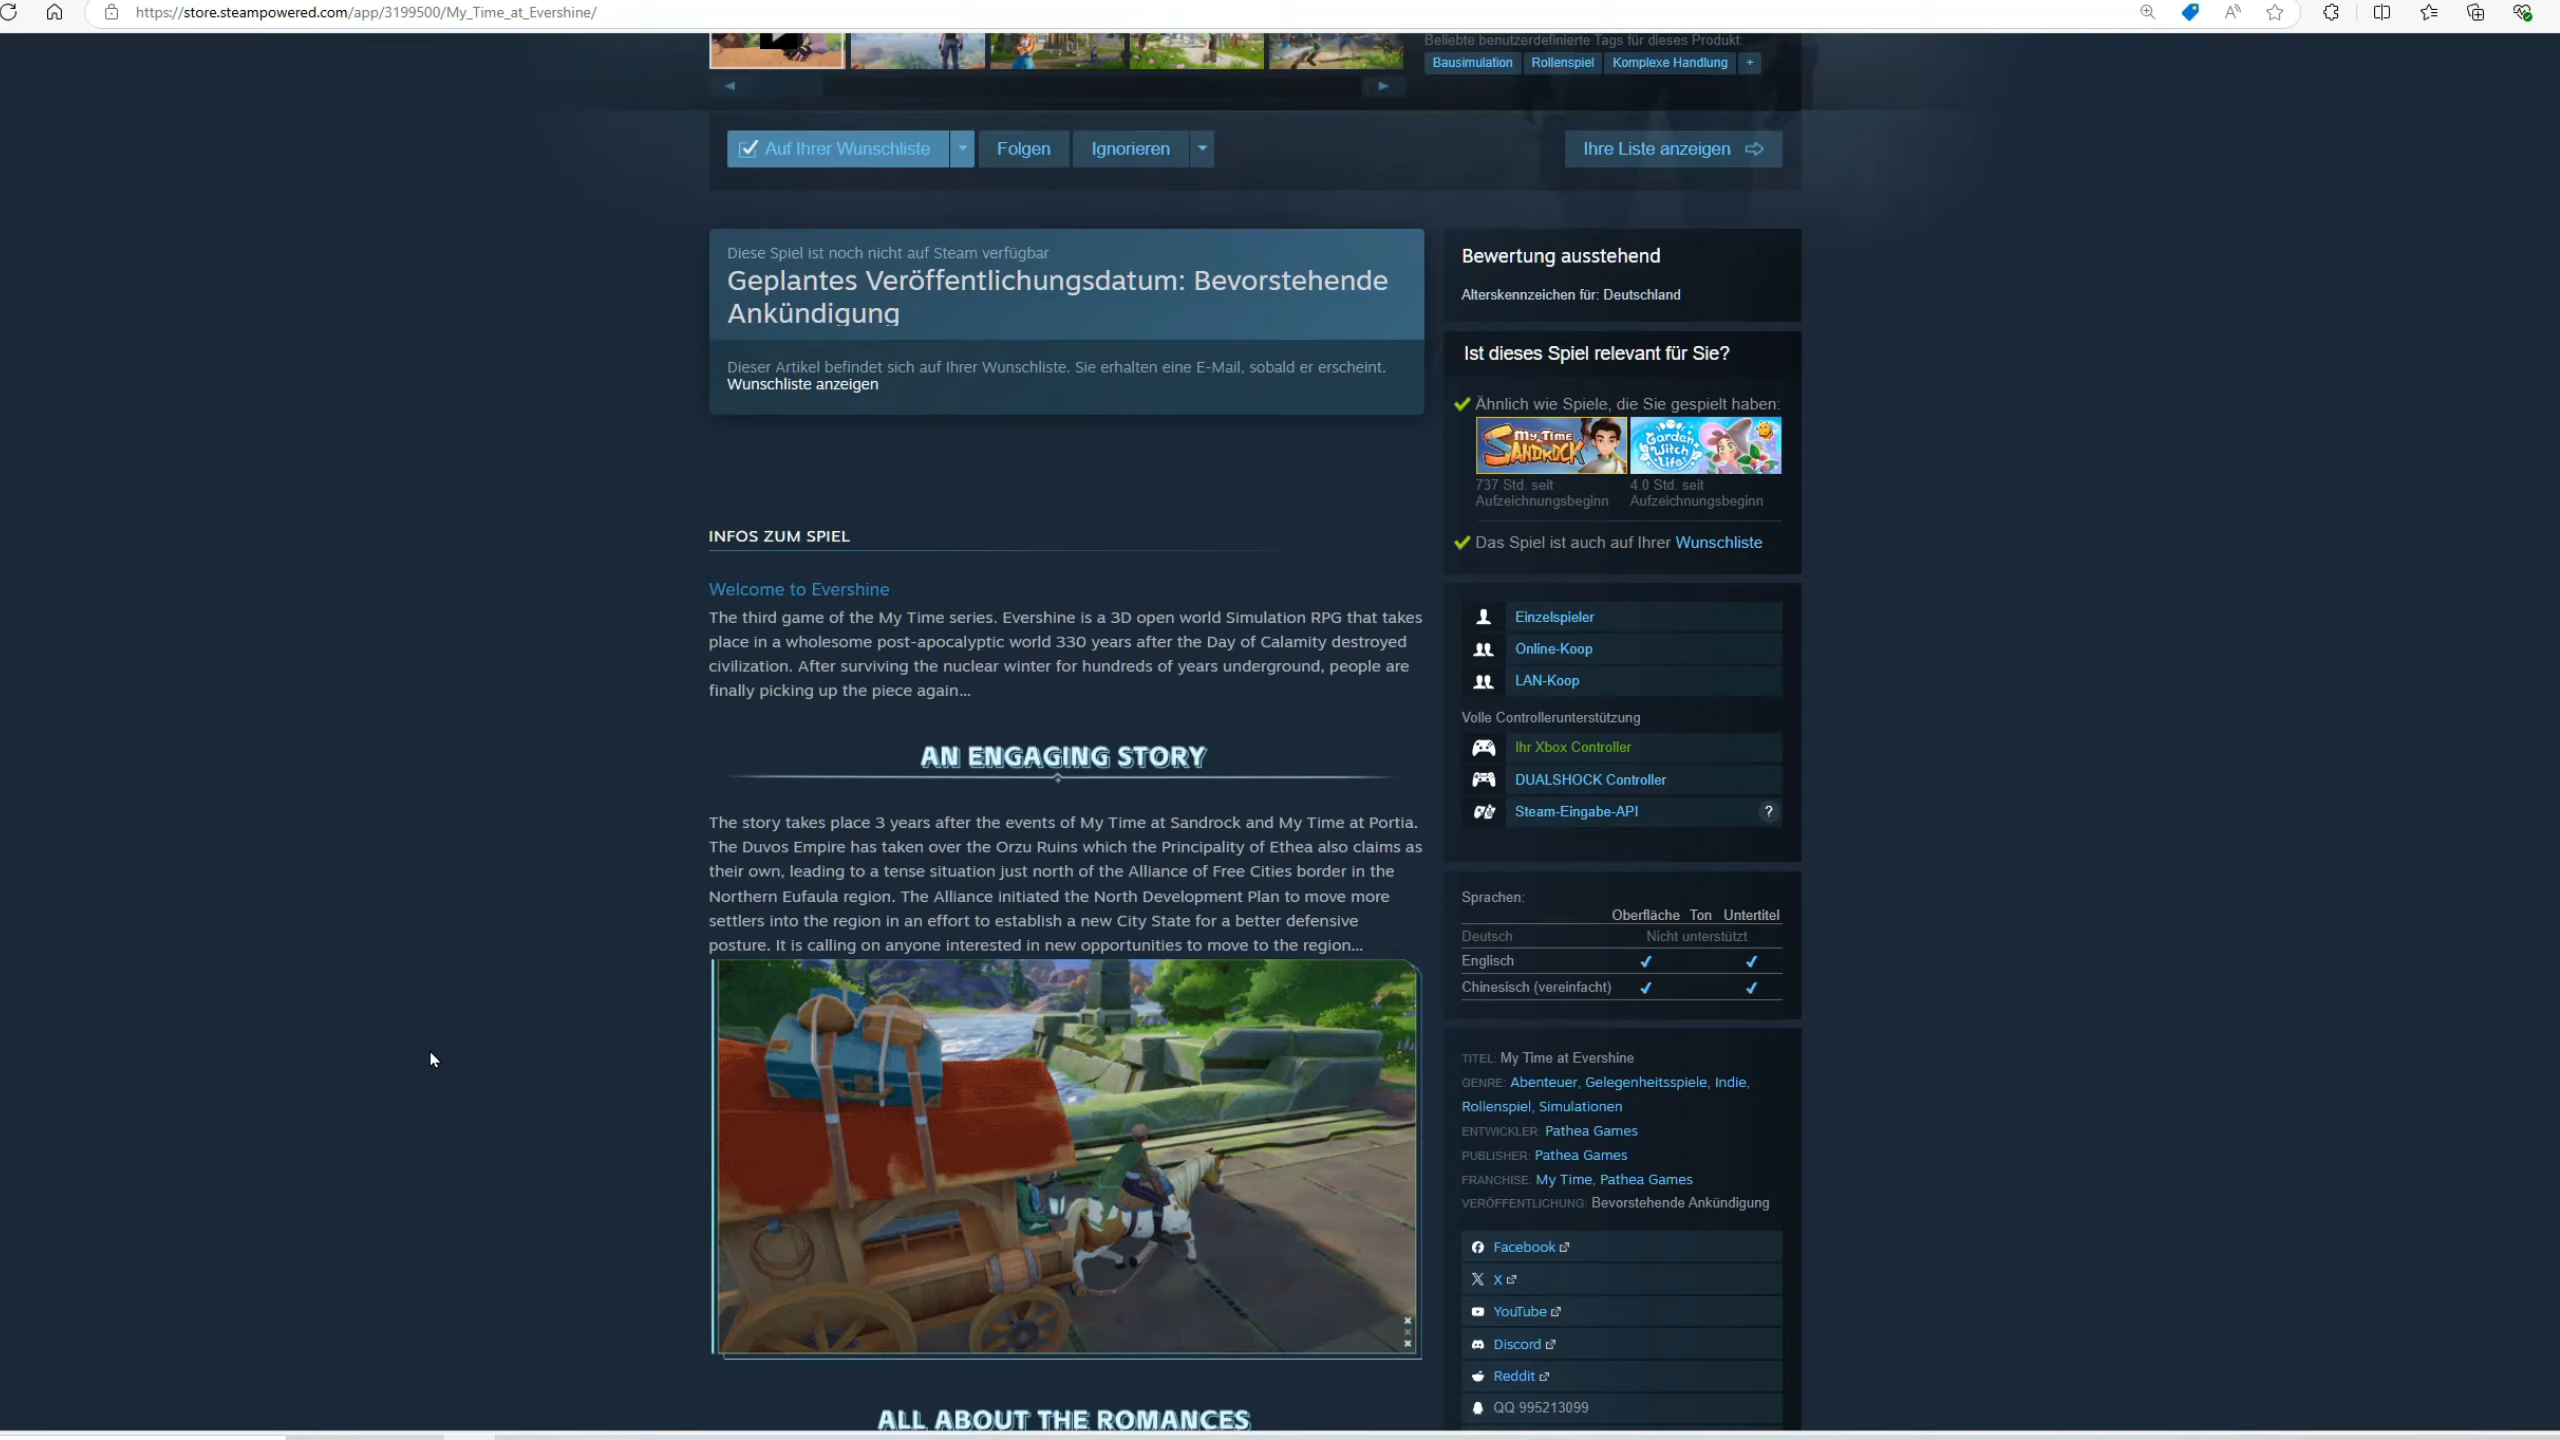 https://store.steampowered.com/app/3199500/My_Time_at_Evershine/
Beliebte benutzerdefinierte Tags für dieses Produkt:
Bausimulation Rollenspiel Komplexe Handlung +
Auf Ihrer Wunschliste Folgen Ignorieren Ihre Liste anzeigen
Diese Spiel ist noch nicht auf Steam verfügbar
Geplantes Veröffentlichungsdatum: Bevorstehende
Ankündigung
Dieser Artikel befindet sich auf Ihrer Wunschliste. Sie erhalten eine E-Mail, sobald er erscheint.
Wunschliste anzeigen
INFOS ZUM SPIEL
Welcome to Evershine
The third game of the My Time series. Evershine is a 3D open world Simulation RPG that takes
place in a wholesome post-apocalyptic world 330 years after the Day of Calamity destroyed
civilization. After surviving the nuclear winter for hundreds of years underground, people are
finally picking up the piece again...
AN ENGAGING STORY
The story takes place 3 years after the events of My Time at Sandrock and My Time at Portia.
The Duvos Empire has taken over the Orzu Ruins which the Principality of Ethea also claims as
their own, leading to a tense situation just north of the Alliance of Free Cities border in the
Northern Eufaula region. The Alliance initiated the North Development Plan to move more
settlers into the region in an effort to establish a new City State for a better defensive
posture. It is calling on anyone interested in new opportunities to move to the region...
ALL ABOUT THE ROMANCES
Bewertung ausstehend
Alterskennzeichen für: Deutschland
Ist dieses Spiel relevant für Sie?
Ähnlich wie Spiele, die Sie gespielt haben:
My Time
SANDROCK
Garden
Witch
Life
737 Std. seit
Aufzeichnungsbeginn
4.0 Std. seit
Aufzeichnungsbeginn
Das Spiel ist auch auf Ihrer Wunschliste
Einzelspieler
Online-Koop
LAN-Koop
Volle Controllerunterstützung
Ihr Xbox Controller
DUALSHOCK Controller
Steam-Eingabe-API ?
Sprachen:
Oberfläche Ton Untertitel
Deutsch Nicht unterstützt
Englisch ✔ ✔
Chinesisch (vereinfacht) ✔ ✔
TITEL: My Time at Evershine
GENRE: Abenteuer, Gelegenheitsspiele, Indie,
Rollenspiel, Simulationen
ENTWICKLER: Pathea Games
PUBLISHER: Pathea Games
FRANCHISE: My Time, Pathea Games
VERÖFFENTLICHUNG: Bevorstehende Ankündigung
Facebook
X
YouTube
Discord
Reddit
QQ 995213099